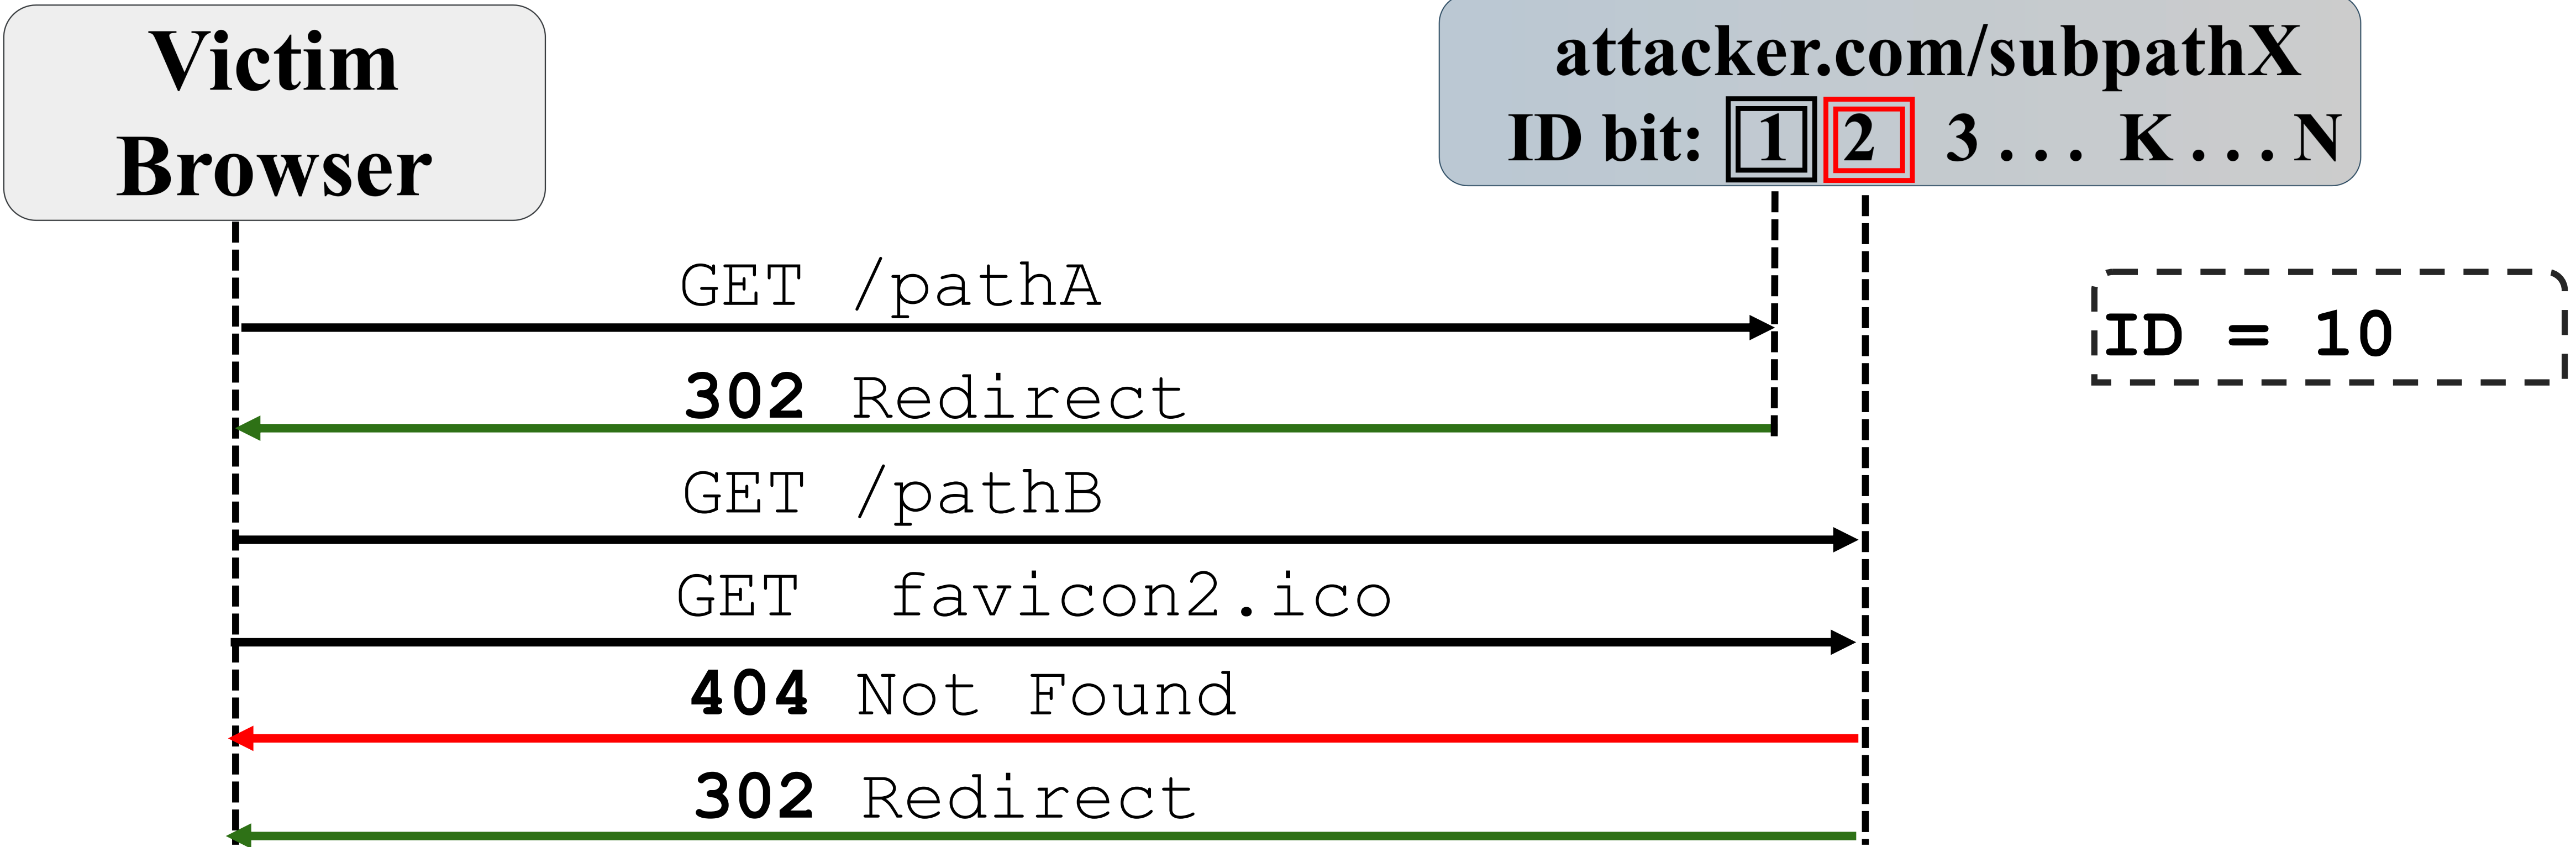 Victim
Browser
attacker.com/subpathX
ID bit: 1 2 3 . . . K . . . N
GET /pathA
302 Redirect
ID = 10
GET /pathB
GET favicon2.ico
404 Not Found
302 Redirect